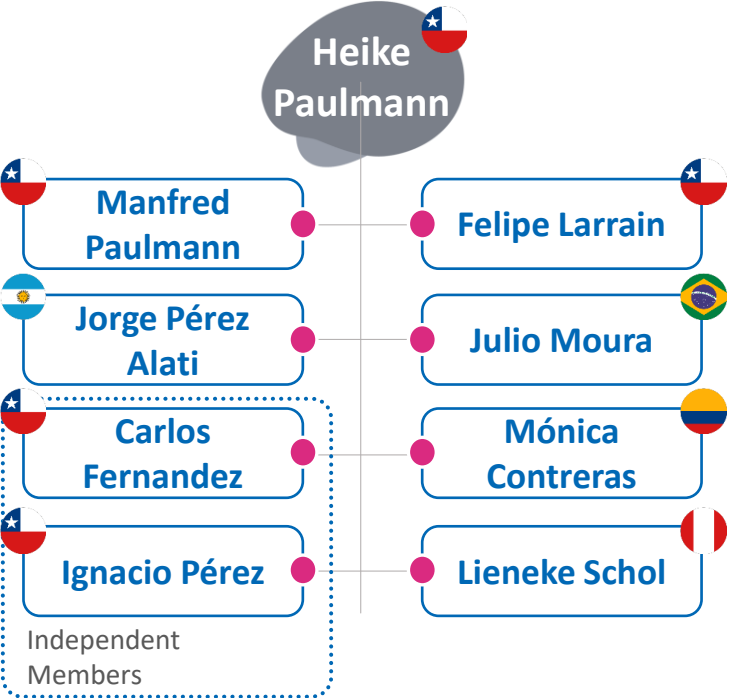 Heike
Paulmann
Manfred
Paulmann
Felipe Larrain
Jorge Pérez
Alati
Julio Moura
Carlos
Fernandez
Mónica
Contreras
Ignacio Pérez
Lieneke Schol
Independent
Members